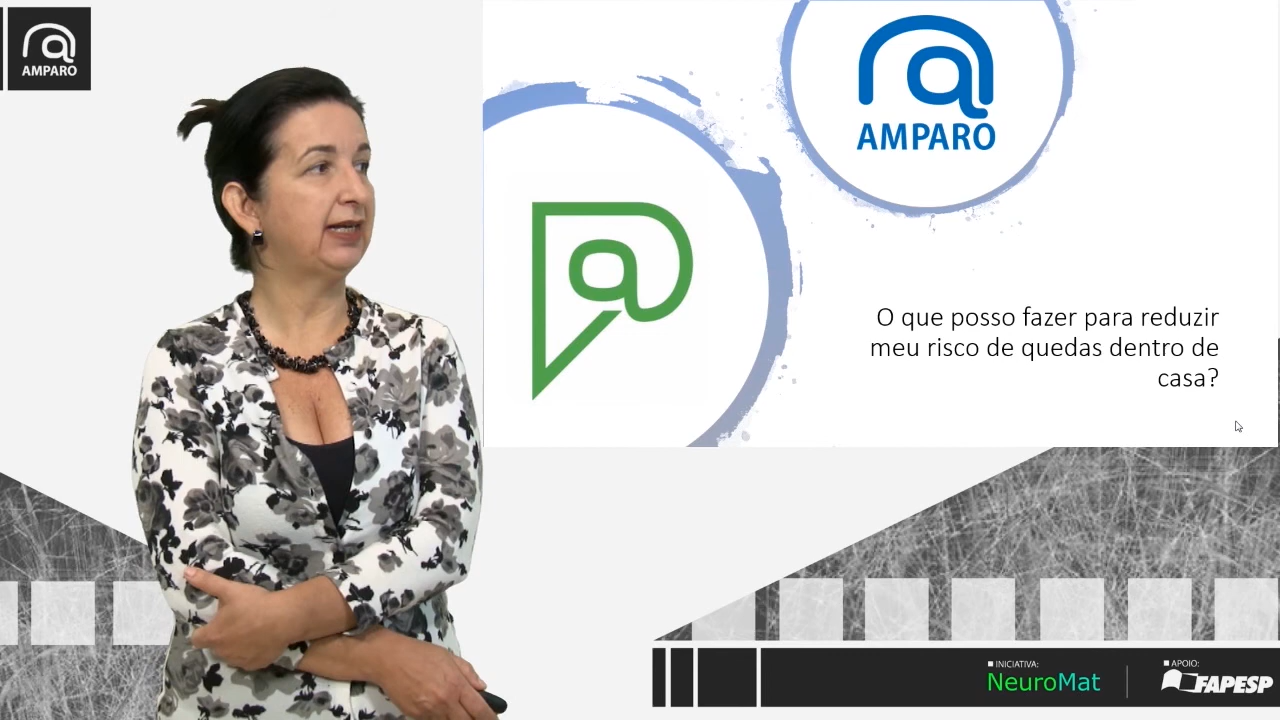 AMPARO
AMPARO
O que posso fazer para reduzir
meu risco de quedas dentro de
casa?
INICIATIVA:
NeuroMat
APOIO:
FAPESP